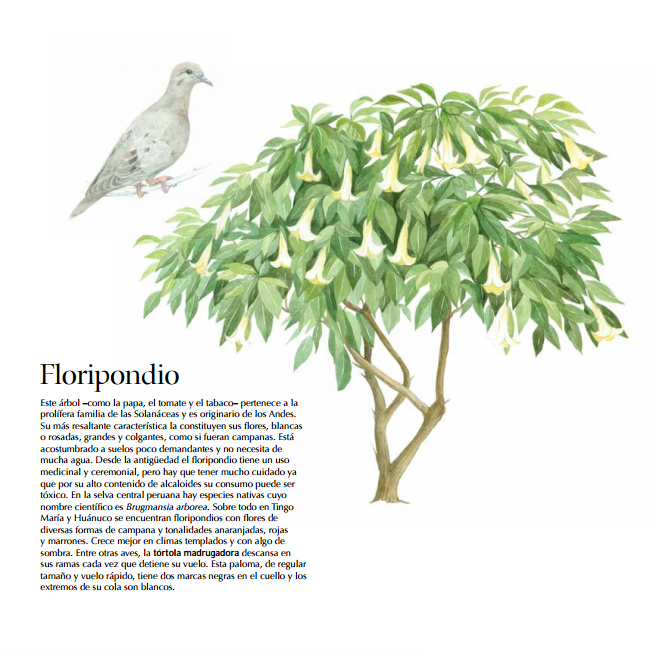 Floripondio
Este árbol –como la papa, el tomate y el tabaco– pertenece a la
prolífera familia de las Solanáceas y es originario de los Andes.
Su más resaltante característica la constituyen sus flores, blancas
o rosadas, grandes y colgantes, como si fueran campanas. Está
acostumbrado a suelos poco demandantes y no necesita de
mucha agua. Desde la antigüedad el floripondio tiene un uso
medicinal y ceremonial, pero hay que tener mucho cuidado ya
que por su alto contenido de alcaloides su consumo puede ser
tóxico. En la selva central peruana hay especies nativas cuyo
nombre científico es Brugmansia arborea. Sobre todo en Tingo
María y Huánuco se encuentran floripondios con flores de
diversas formas de campana y tonalidades anaranjadas, rojas
y marrones. Crece mejor en climas templados y con algo de
sombra. Entre otras aves, la tórtola madrugadora descansa en
sus ramas cada vez que detiene su vuelo. Esta paloma, de regular
tamaño y vuelo rápido, tiene dos marcas negras en el cuello y los
extremos de su cola son blancos.